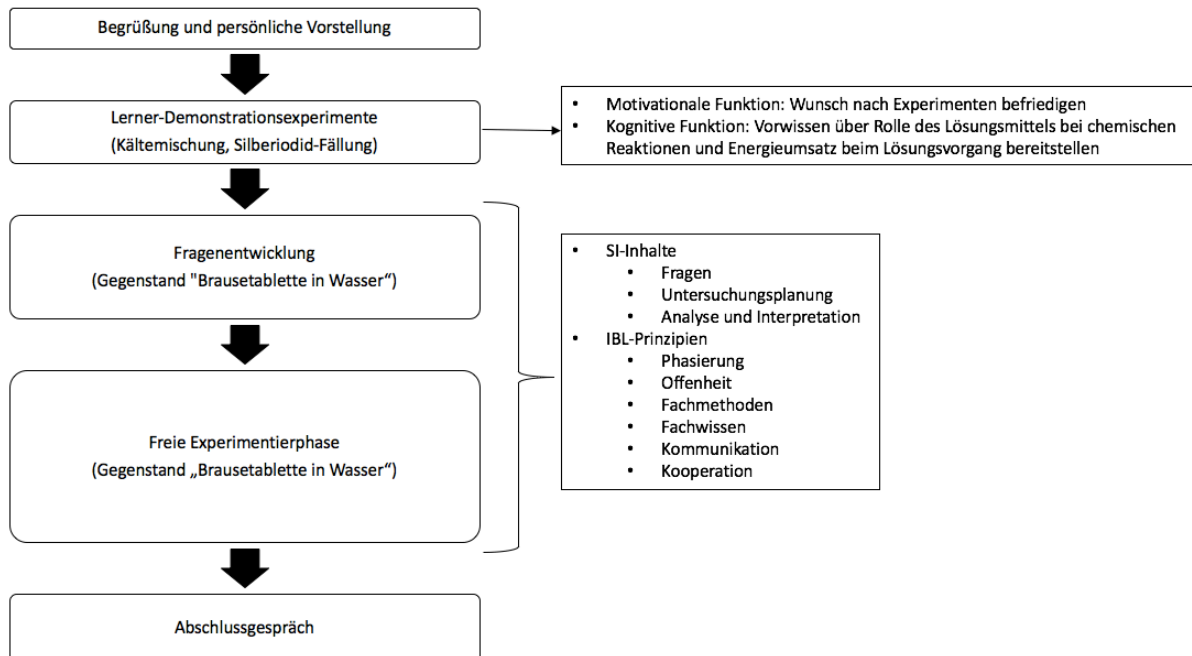 Begrüßung und persönliche Vorstellung
Lerner-Demonstrationsexperimente
(Kältemischung, Silberiodid-Fällung)
• Motivationale Funktion: Wunsch nach Experimenten befriedigen
• Kognitive Funktion: Vorwissen über Rolle des Lösungsmittels bei chemischen
Reaktionen und Energieumsatz beim Lösungsvorgang bereitstellen
Fragenentwicklung
(Gegenstand "Brausetablette in Wasser“)
Freie Experimentierphase
(Gegenstand „Brausetablette in Wasser“)
• SI-Inhalte
• Fragen
• Untersuchungsplanung
• Analyse und Interpretation
• IBL-Prinzipien
• Phasierung
• Offenheit
• Fachmethoden
• Fachwissen
• Kommunikation
• Kooperation
Abschlussgespräch